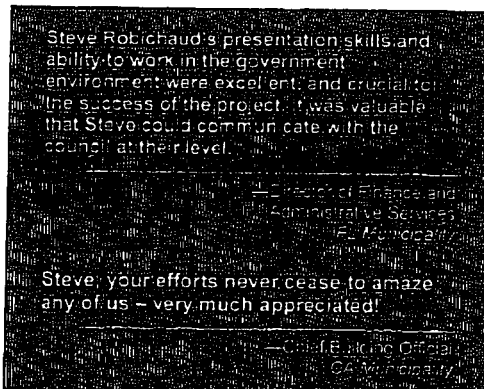 Steve Robichaud's presentation skills and
ability to work in the government
environment were excellent, and crucial to
the success of the project. It was valuable
that Steve could communicate with the
council at their level.
—Director of Finance and
Administrative Services
FL Municipality
Steve, your efforts never cease to amaze
any of us – very much appreciated!
—Chief Building Official
CA Municipality